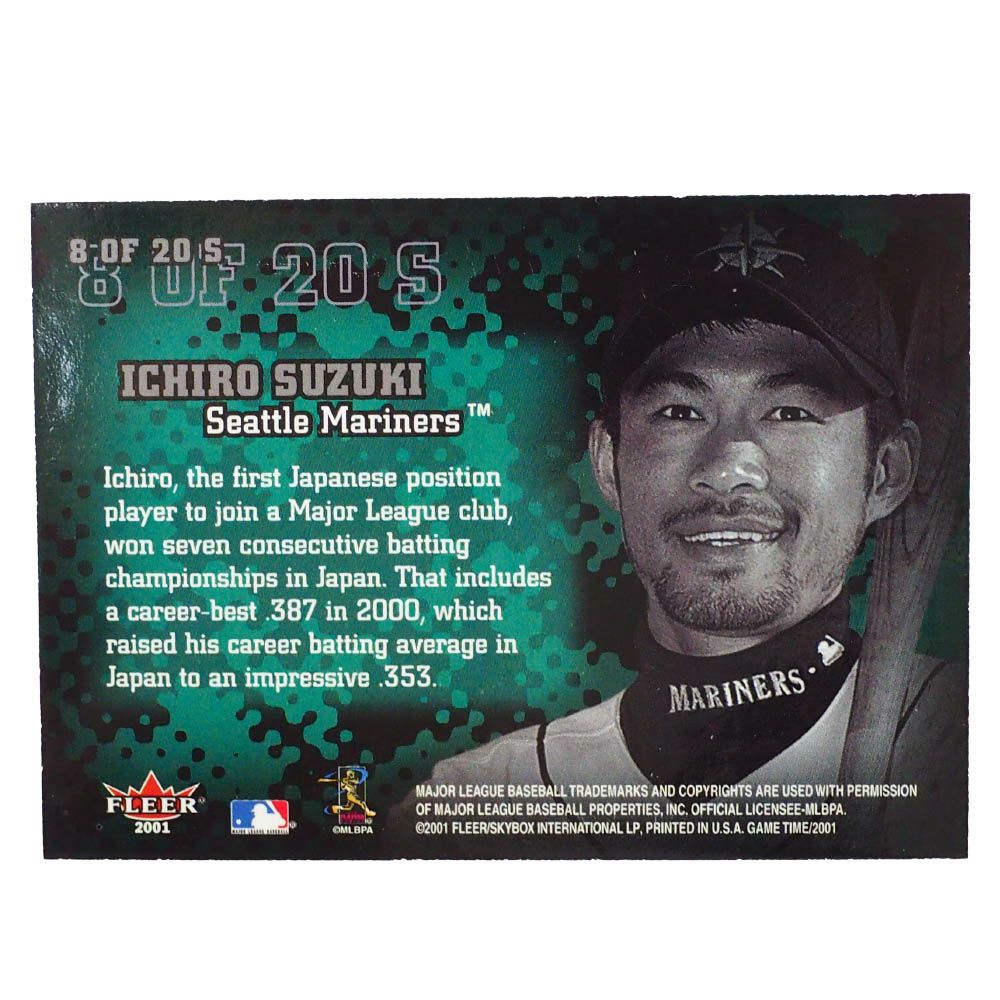 8 OF 20 S
8 OF 20 S
ICHIRO SUZUKI
Seattle Mariners™
Ichiro, the first Japanese position
player to join a Major League club,
won seven consecutive batting
championships in Japan. That includes
a career-best .387 in 2000, which
raised his career batting average in
Japan to an impressive .353.
MARINERS
FLEER®
2001
MAJOR LEAGUE BASEBALL
©MLBPA
MAJOR LEAGUE BASEBALL TRADEMARKS AND COPYRIGHTS ARE USED WITH PERMISSION
OF MAJOR LEAGUE BASEBALL PROPERTIES, INC. OFFICIAL LICENSEE-MLBPA.
©2001 FLEER/SKYBOX INTERNATIONAL LP, PRINTED IN U.S.A. GAME TIME/2001